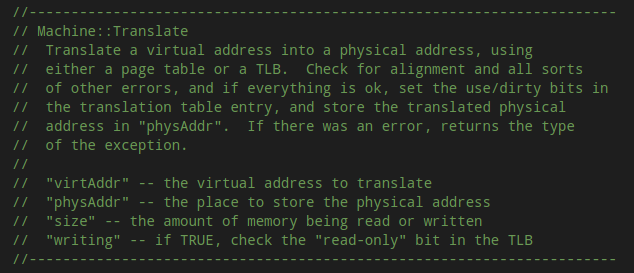 //----------------------------------------------------------------------
// Machine::Translate
//  Translate a virtual address into a physical address, using
//  either a page table or a TLB.  Check for alignment and all sorts
//  of other errors, and if everything is ok, set the use/dirty bits in
//  the translation table entry, and store the translated physical
//  address in "physAddr".  If there was an error, returns the type
//  of the exception.
//
//  "virtAddr" -- the virtual address to translate
//  "physAddr" -- the place to store the physical address
//  "size" -- the amount of memory being read or written
//  "writing" -- if TRUE, check the "read-only" bit in the TLB
//----------------------------------------------------------------------